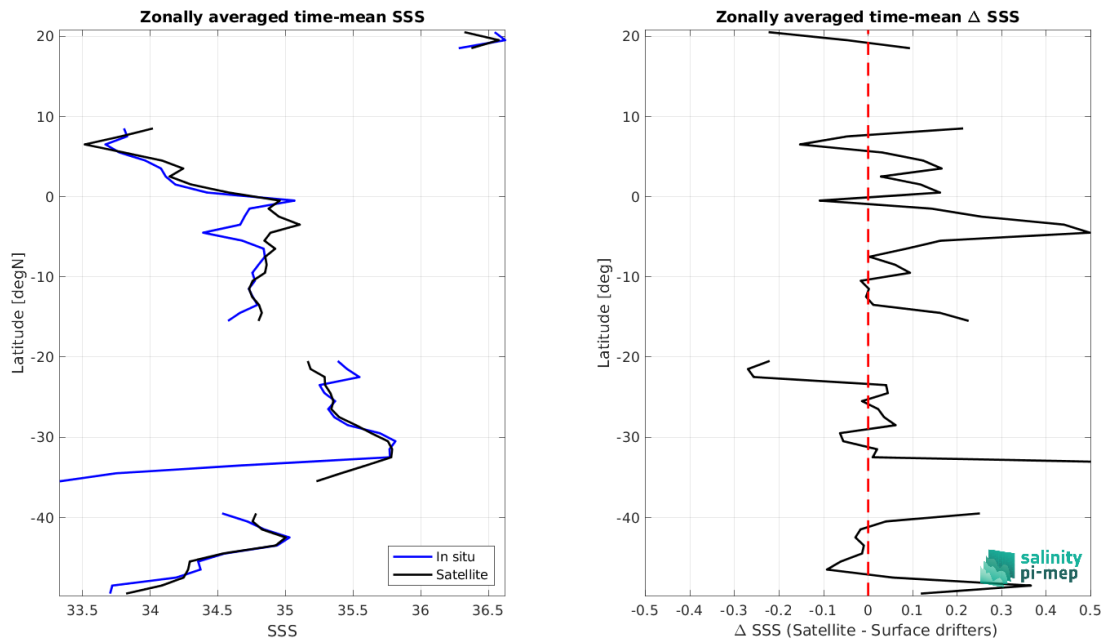 Zonally averaged time-mean SSS
20
10
0
-10
-20
-30
-40
Latitude [degN]
33.5 34 34.5 35 35.5 36 36.5
SSS
In situ
Satellite
Zonally averaged time-mean Δ SSS
20
10
0
-10
-20
-30
-40
Latitude [deg]
-0.5 -0.4 -0.3 -0.2 -0.1 0 0.1 0.2 0.3 0.4 0.5
Δ SSS (Satellite - Surface drifters)
salinity
pi-mep